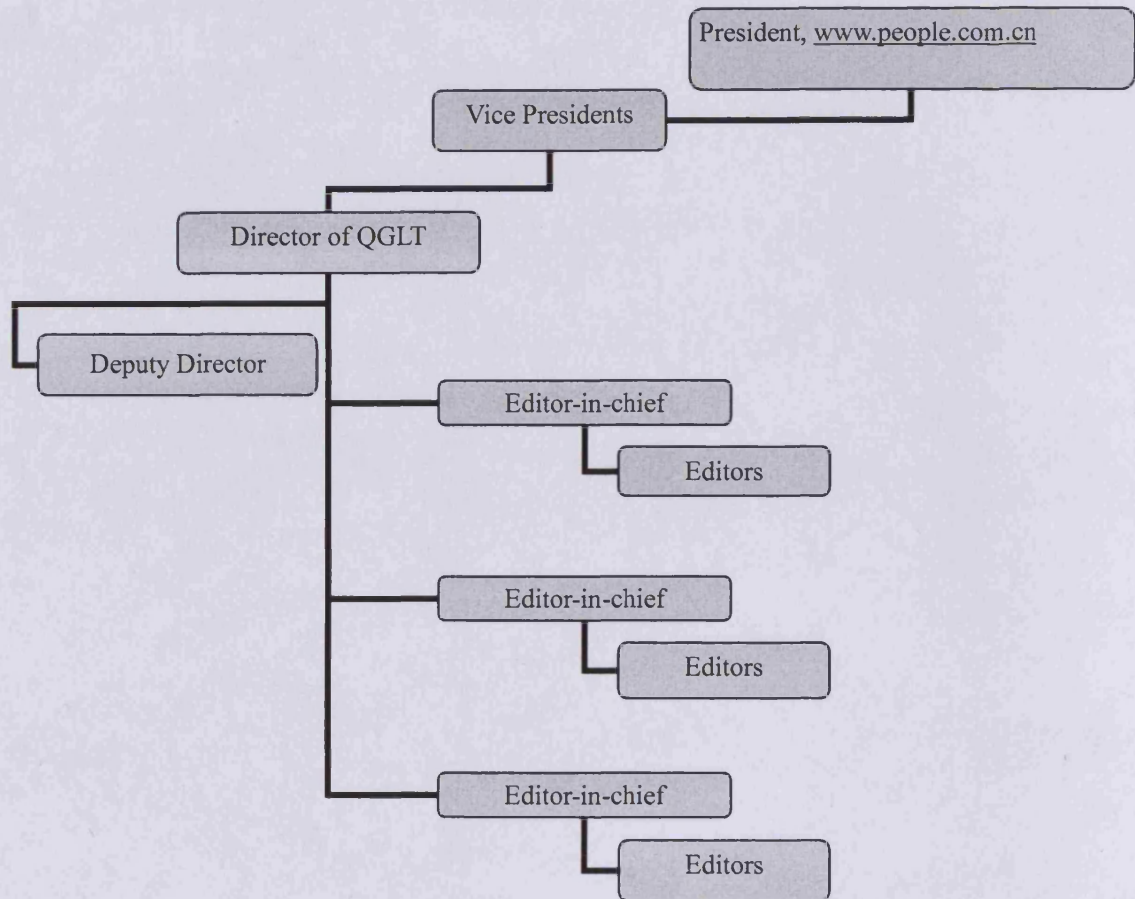 President, www.people.com.cn
Vice Presidents
Director of QGLT
Deputy Director
Editor-in-chief
Editors
Editor-in-chief
Editors
Editor-in-chief
Editors